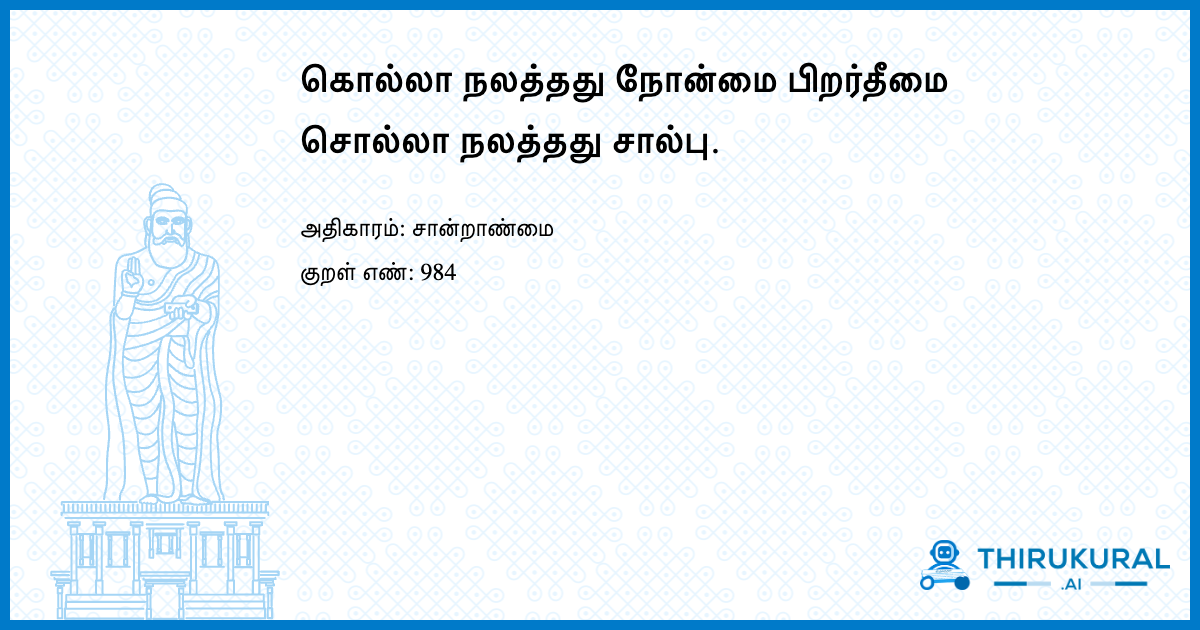 கொல்லா நலத்தது நோன்மை பிறர்தீமை
சொல்லா நலத்தது சால்பு.
அதிகாரம்: சான்றாண்மை
குறள் எண்: 984
THIRUKURAL
.AI